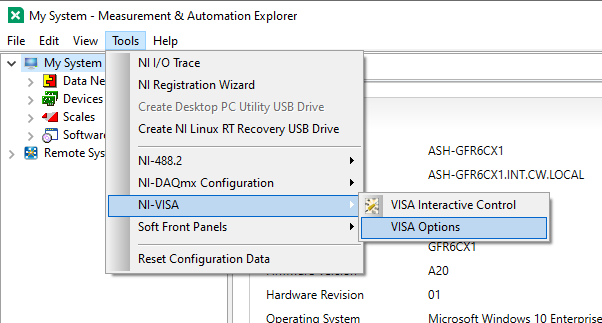 My System - Measurement & Automation Explorer
File Edit View Tools Help
My System
Data Ne
Devices
Scales
Software
Remote Sys
NI I/O Trace
NI Registration Wizard
Create Desktop PC Utility USB Drive
Create NI Linux RT Recovery USB Drive
NI-488.2
NI-DAQmx Configuration
NI-VISA
Soft Front Panels
Reset Configuration Data
VISA Interactive Control
VISA Options
ASH-GFR6CX1
ASH-GFR6CX1.INT.CW.LOCAL
GFR6CX1
A20
Hardware Revision 01
Operating System Microsoft Windows 10 Enterprise